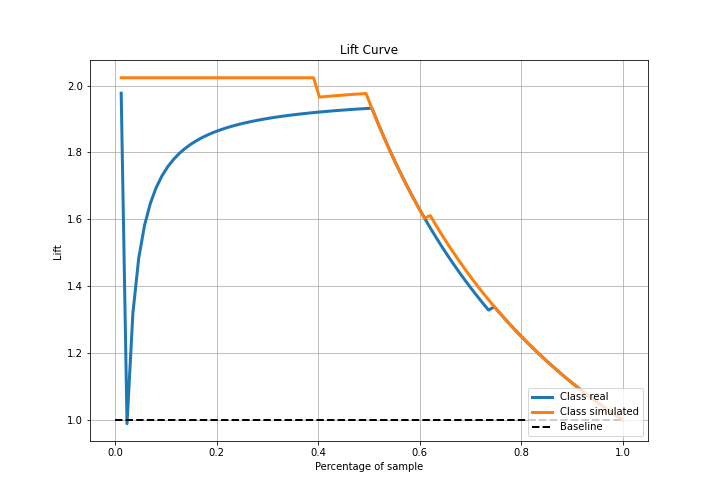 Lift Curve
Lift
2.0
1.8
1.6
1.4
1.2
1.0
0.0
0.2
0.4
0.6
0.8
1.0
Percentage of sample
Class real
Class simulated
Baseline